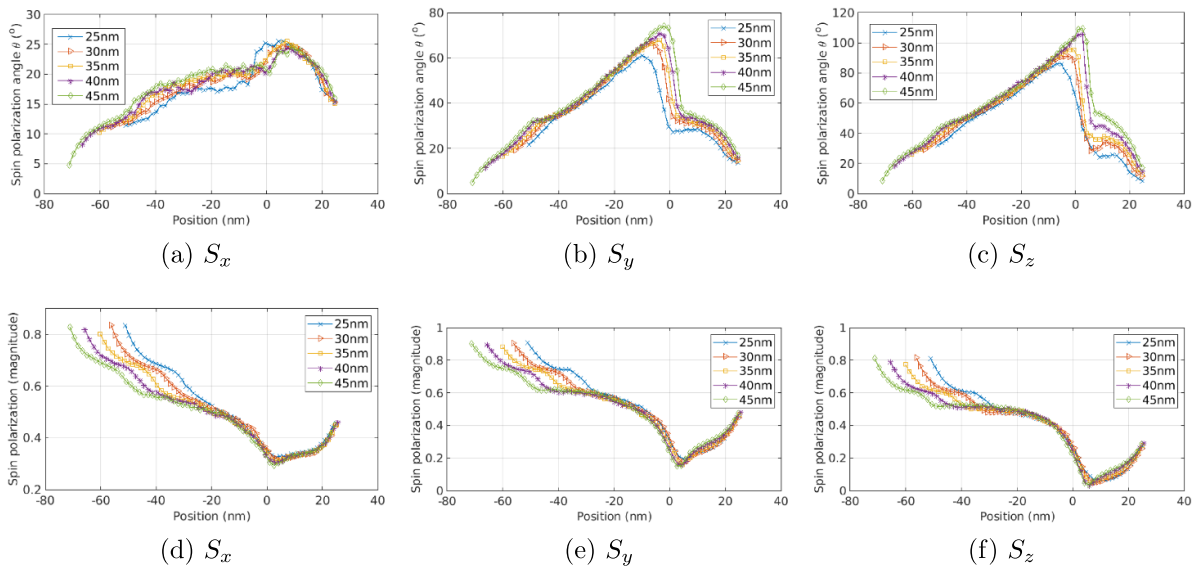 Spin polarization angle θ (°)
30
25
20
15
10
5
0
25nm
30nm
35nm
40nm
45nm
-80 -60 -40 -20 0 20 40
Position (nm)
(a) Sx
Spin polarization angle θ (°)
80
60
40
20
0
25nm
30nm
35nm
40nm
45nm
-80 -60 -40 -20 0 20 40
Position (nm)
(b) Sy
Spin polarization angle θ (°)
120
100
80
60
40
20
0
25nm
30nm
35nm
40nm
45nm
-80 -60 -40 -20 0 20 40
Position (nm)
(c) Sz
Spin polarization (magnitude)
0.8
0.6
0.4
0.2
25nm
30nm
35nm
40nm
45nm
-80 -60 -40 -20 0 20 40
Position (nm)
(d) Sx
Spin polarization (magnitude)
1
0.8
0.6
0.4
0.2
0
25nm
30nm
35nm
40nm
45nm
-80 -60 -40 -20 0 20 40
Position (nm)
(e) Sy
Spin polarization (magnitude)
1
0.8
0.6
0.4
0.2
0
25nm
30nm
35nm
40nm
45nm
-80 -60 -40 -20 0 20 40
Position (nm)
(f) Sz